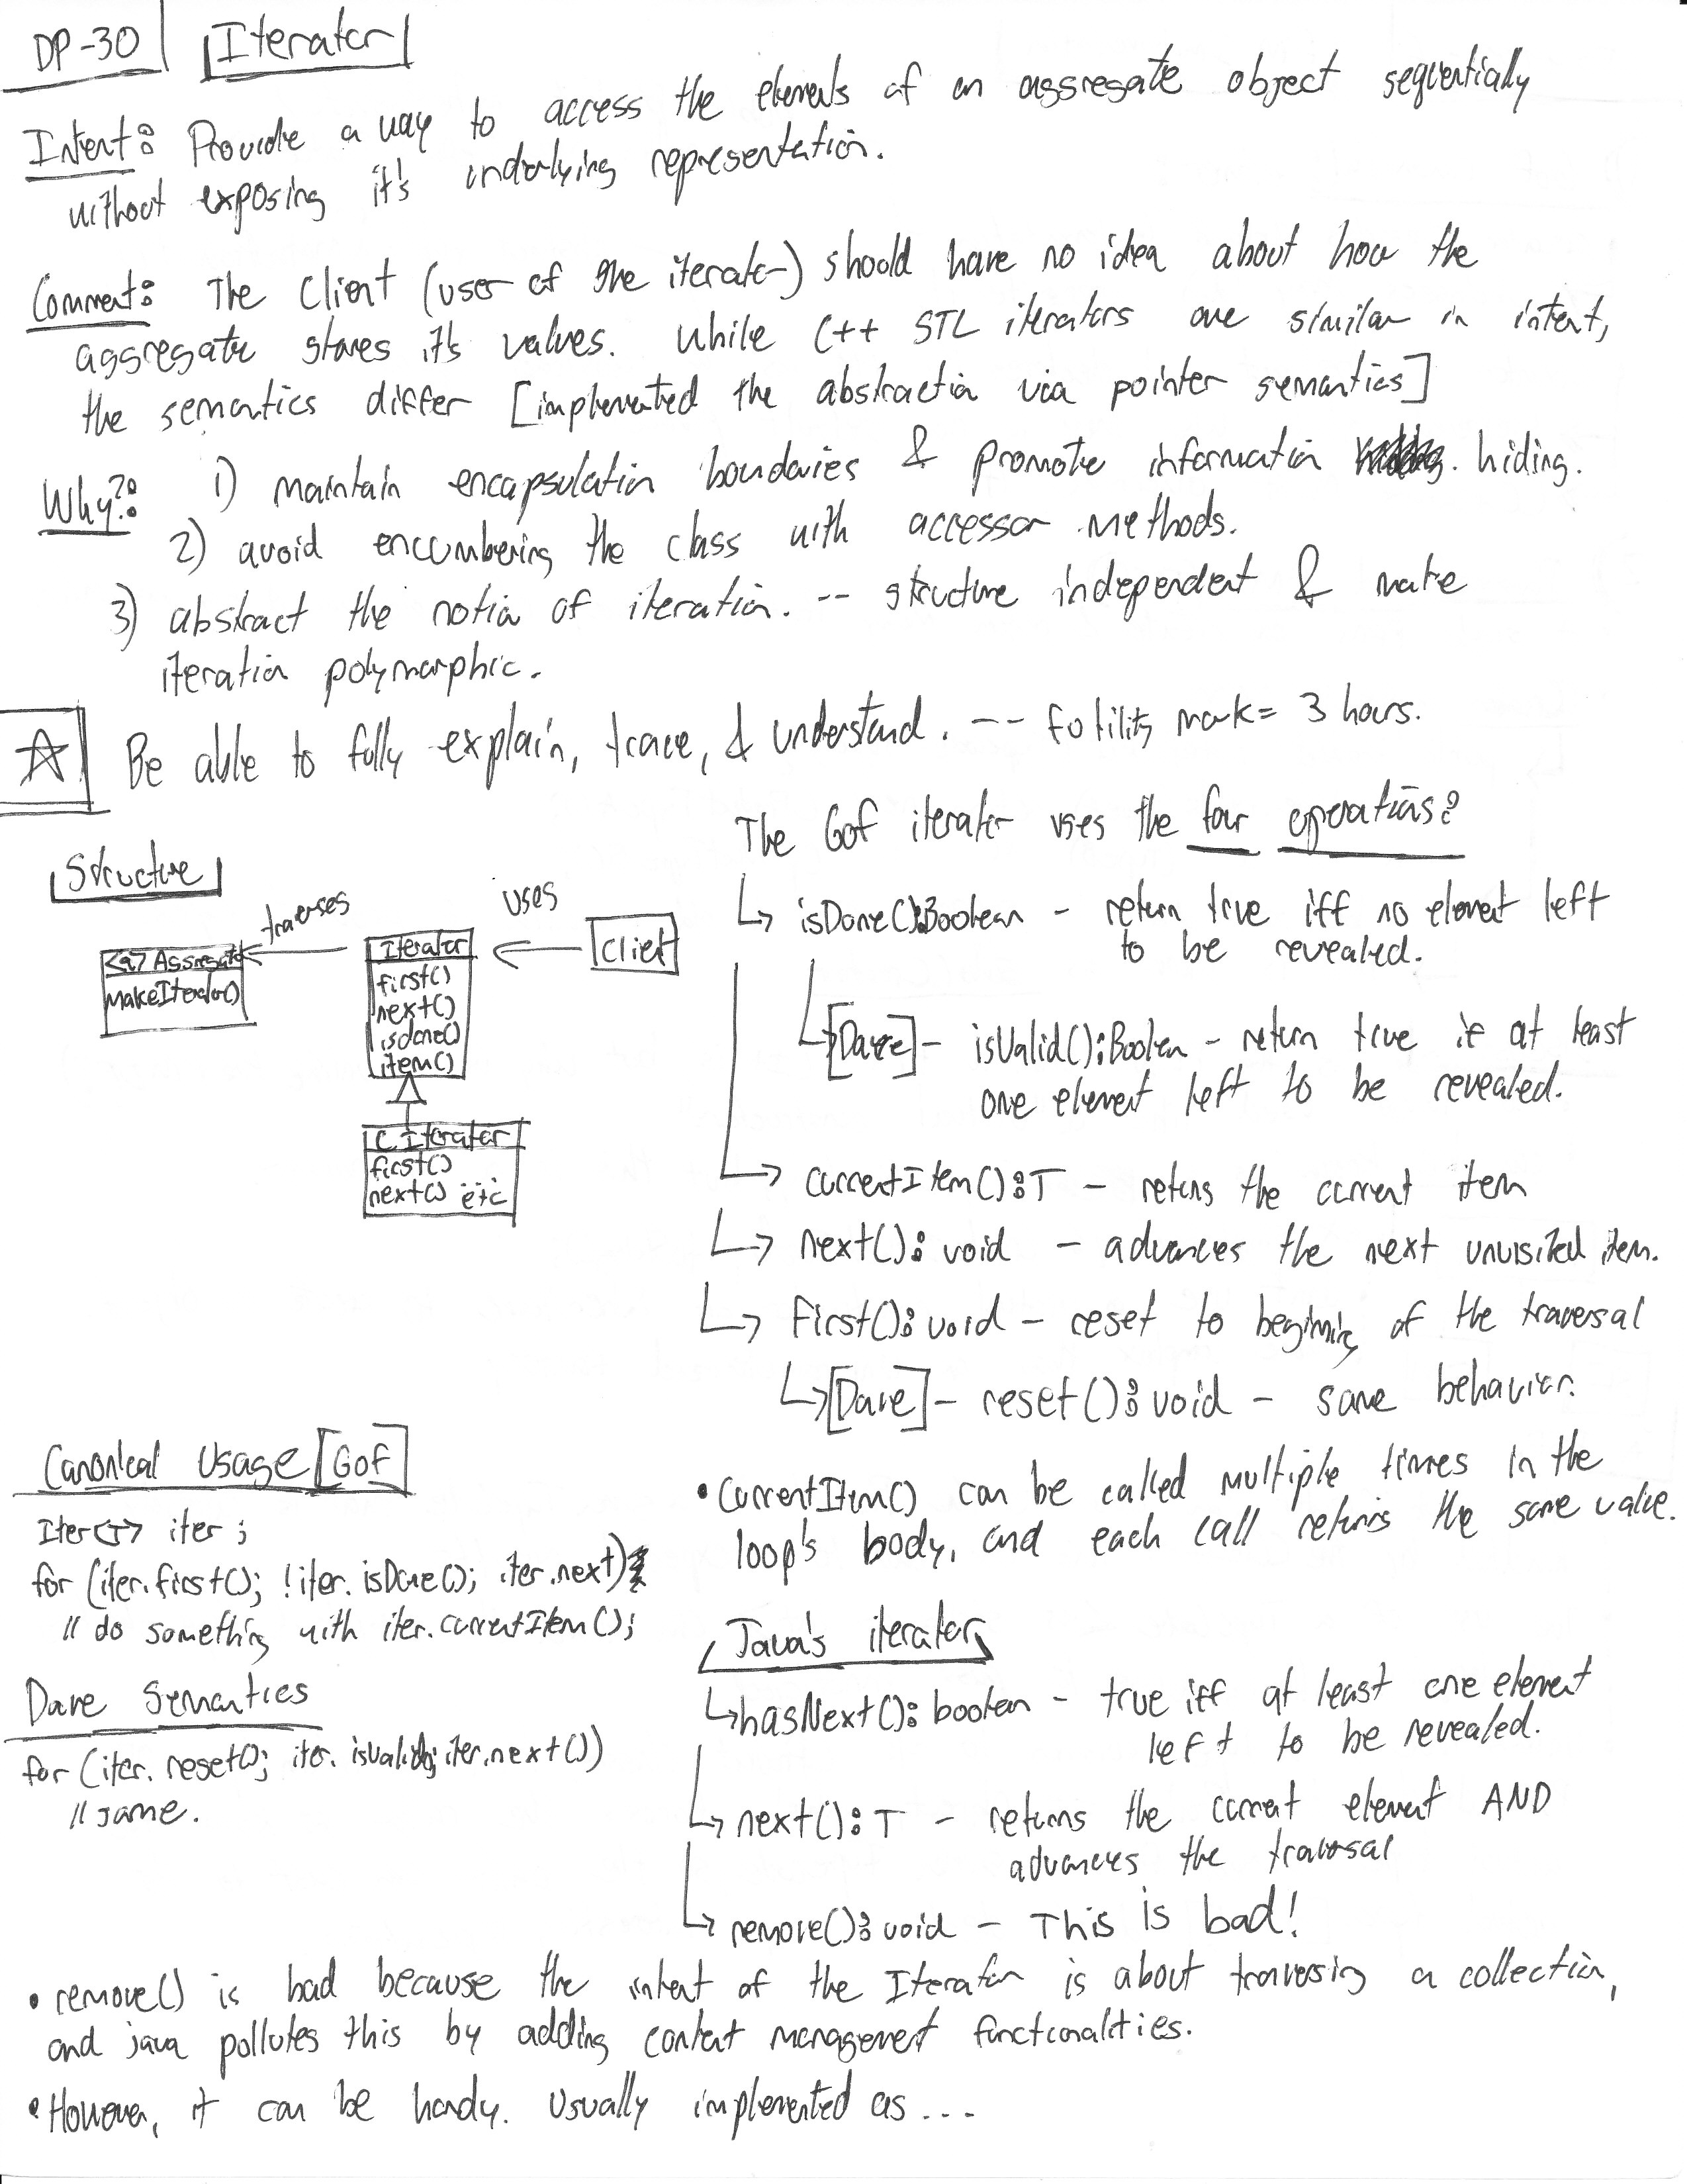 DP-30 Iterator
Intent: Provide a way to access the elements of an aggregate object sequentially
without exposing it's underlying representation.
Comment: The Client (user of the iterator) should have no idea about how the
aggregate stores it's values. While C++ STL iterators are similar in intent,
the semantics differ [implemented the abstraction via pointer semantics]
Why?: 1) maintain encapsulation boundaries & promote information hiding.
2) avoid encumbering the class with accessor methods.
3) abstract the notion of iteration. -- structure independent & make
iteration polymorphic.
☆ Be able to fully explain, trace, & understand. -- futility mark = 3 hours.
Structure
traverses
uses
<a> Aggregate
makeIterator()
Iterator
first()
next()
isdone()
item()
Client
C Iterator
first()
next() etc
The GoF iterator uses the four operations:
↳ isDone():Boolean - return true iff no element left
to be revealed.
↳ [Dave] - isValid():Boolean - return true if at least
one element left to be revealed.
↳ currentItem():T - returns the current item
↳ next(): void - advances the next unvisited item.
↳ First(): void - reset to beginning of the traversal
↳ [Dave] - reset(): void - same behavior.
• currentItem() can be called multiple times in the
loop's body, and each call returns the same value.
Canonical Usage [GoF]
Iter<T> iter;
for (iter.first(); !iter.isDone(); iter.next)
// do something with iter.currentItem();
Dave Semantics
for (iter.reset(); iter.isValid; iter.next())
// same.
Java's iterator
↳ hasNext(): boolean - true iff at least one element
left to be revealed.
↳ next(): T - returns the current element AND
advances the traversal
↳ remove(): void - This is bad!
• remove() is bad because the intent of the Iterator is about traversing a collection,
and java pollutes this by adding content management functionalities.
• However, it can be handy. Usually implemented as ...